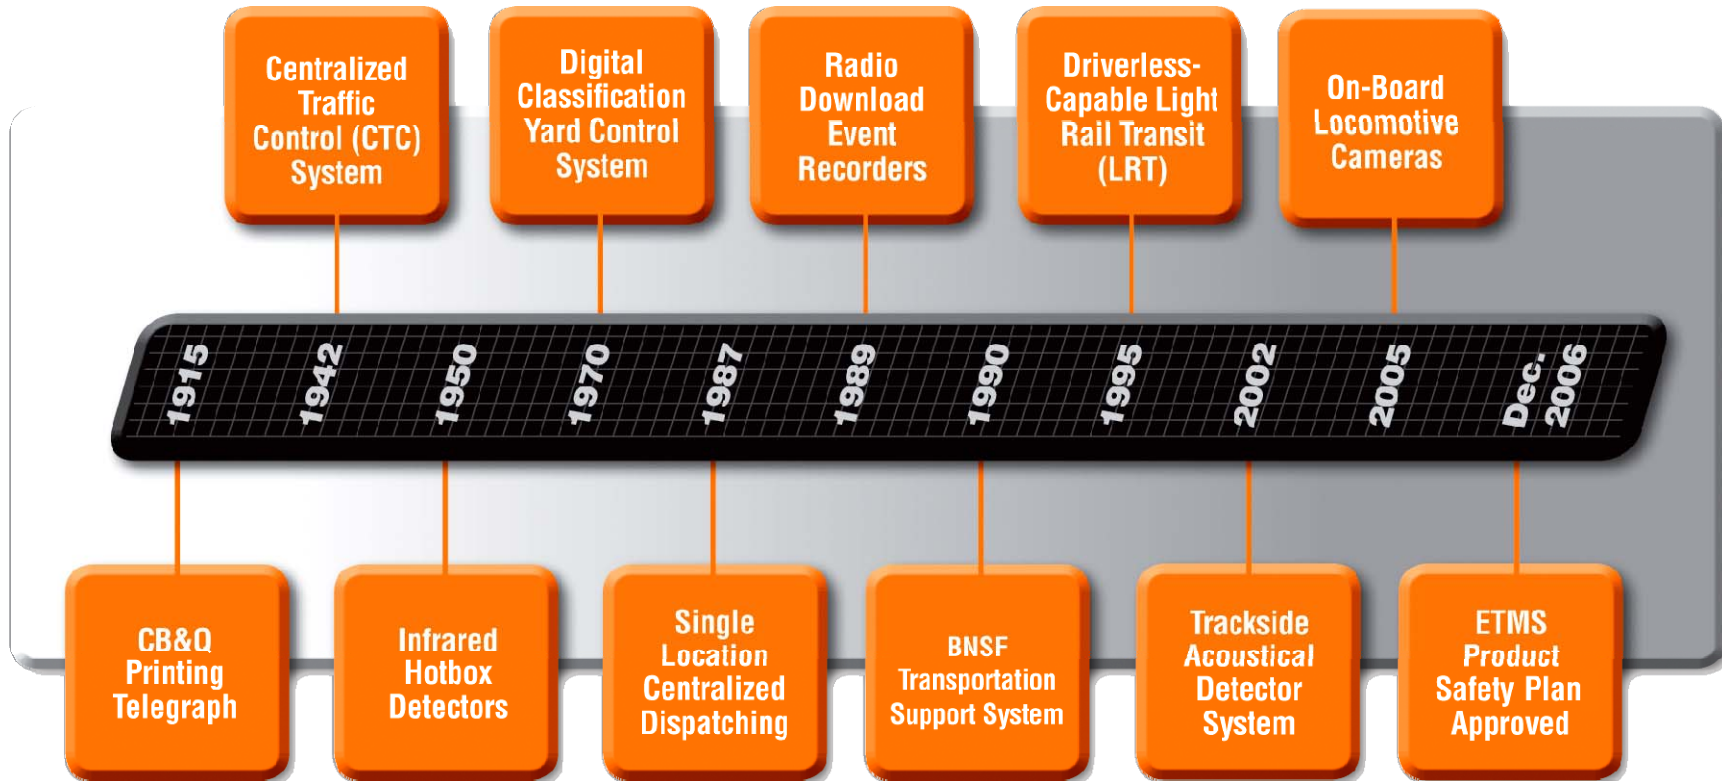 Centralized
Traffic
Control (CTC)
System
Digital
Classification
Yard Control
System
Radio
Download
Event
Recorders
Driverless-
Capable Light
Rail Transit
(LRT)
On-Board
Locomotive
Cameras
1915
1942
1950
1970
1987
1989
1990
1995
2002
2005
Dec.
2006
CB&Q
Printing
Telegraph
Infrared
Hotbox
Detectors
Single
Location
Centralized
Dispatching
BNSF
Transportation
Support System
Trackside
Acoustical
Detector
System
ETMS
Product
Safety Plan
Approved